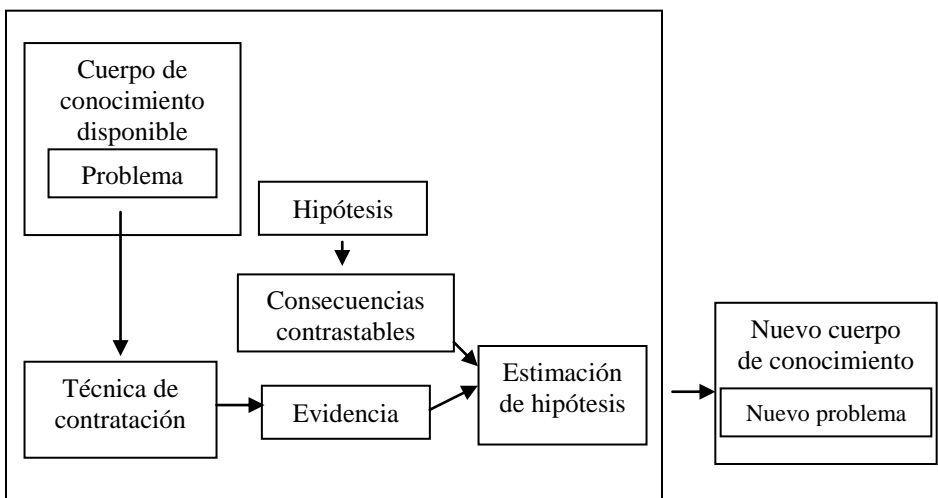 Cuerpo de
conocimiento
disponible
Problema
Hipótesis
Consecuencias
contrastables
Técnica de
contratación
Evidencia
Estimación
de hipótesis
Nuevo cuerpo
de conocimiento
Nuevo problema